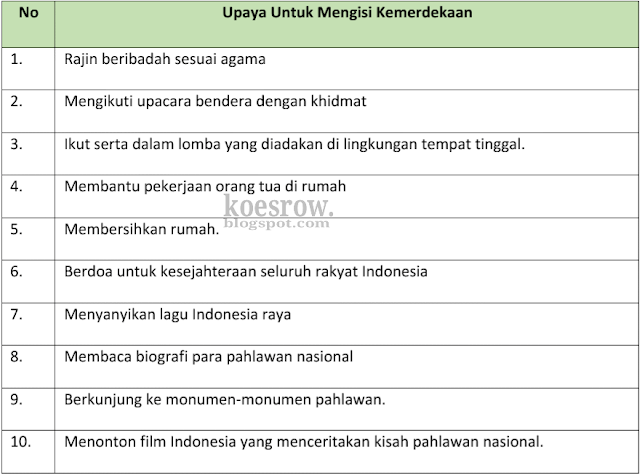 No Upaya Untuk Mengisi Kemerdekaan
1. Rajin beribadah sesuai agama
2. Mengikuti upacara bendera dengan khidmat
3. Ikut serta dalam lomba yang diadakan di lingkungan tempat tinggal.
4. Membantu pekerjaan orang tua di rumah
koesrow.
blogspot.com
5. Membersihkan rumah.
6. Berdoa untuk kesejahteraan seluruh rakyat Indonesia
7. Menyanyikan lagu Indonesia raya
8. Membaca biografi para pahlawan nasional
9. Berkunjung ke monumen-monumen pahlawan.
10. Menonton film Indonesia yang menceritakan kisah pahlawan nasional.